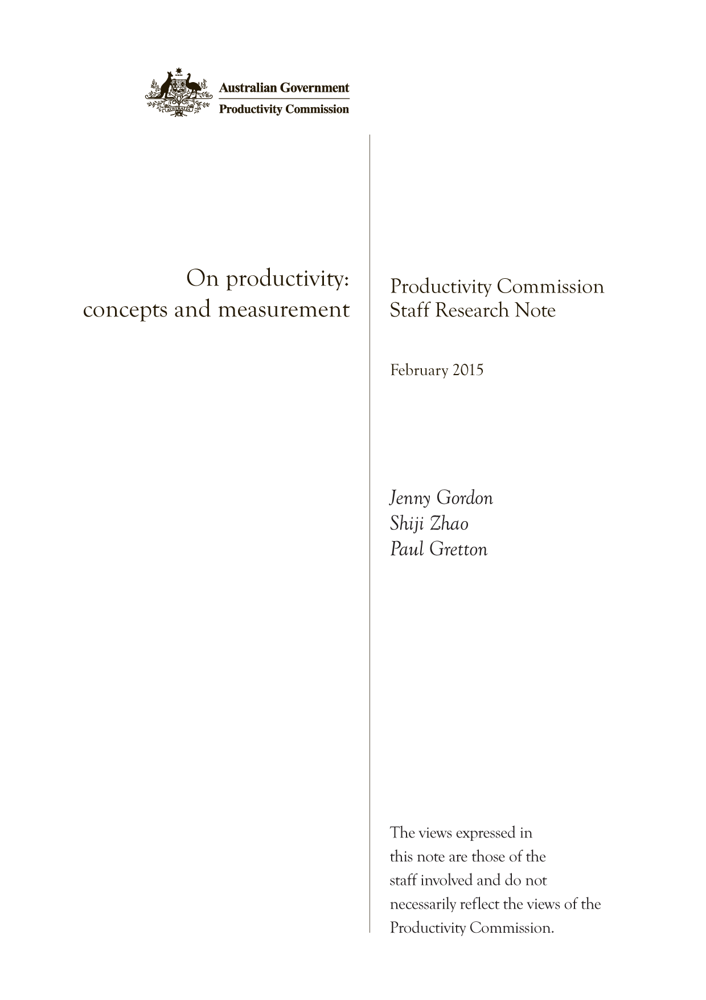 Australian Government
Productivity Commission
AUSTRALIA
On productivity:
concepts and measurement
Productivity Commission
Staff Research Note
February 2015
Jenny Gordon
Shiji Zhao
Paul Gretton
The views expressed in
this note are those of the
staff involved and do not
necessarily reflect the views of the
Productivity Commission.